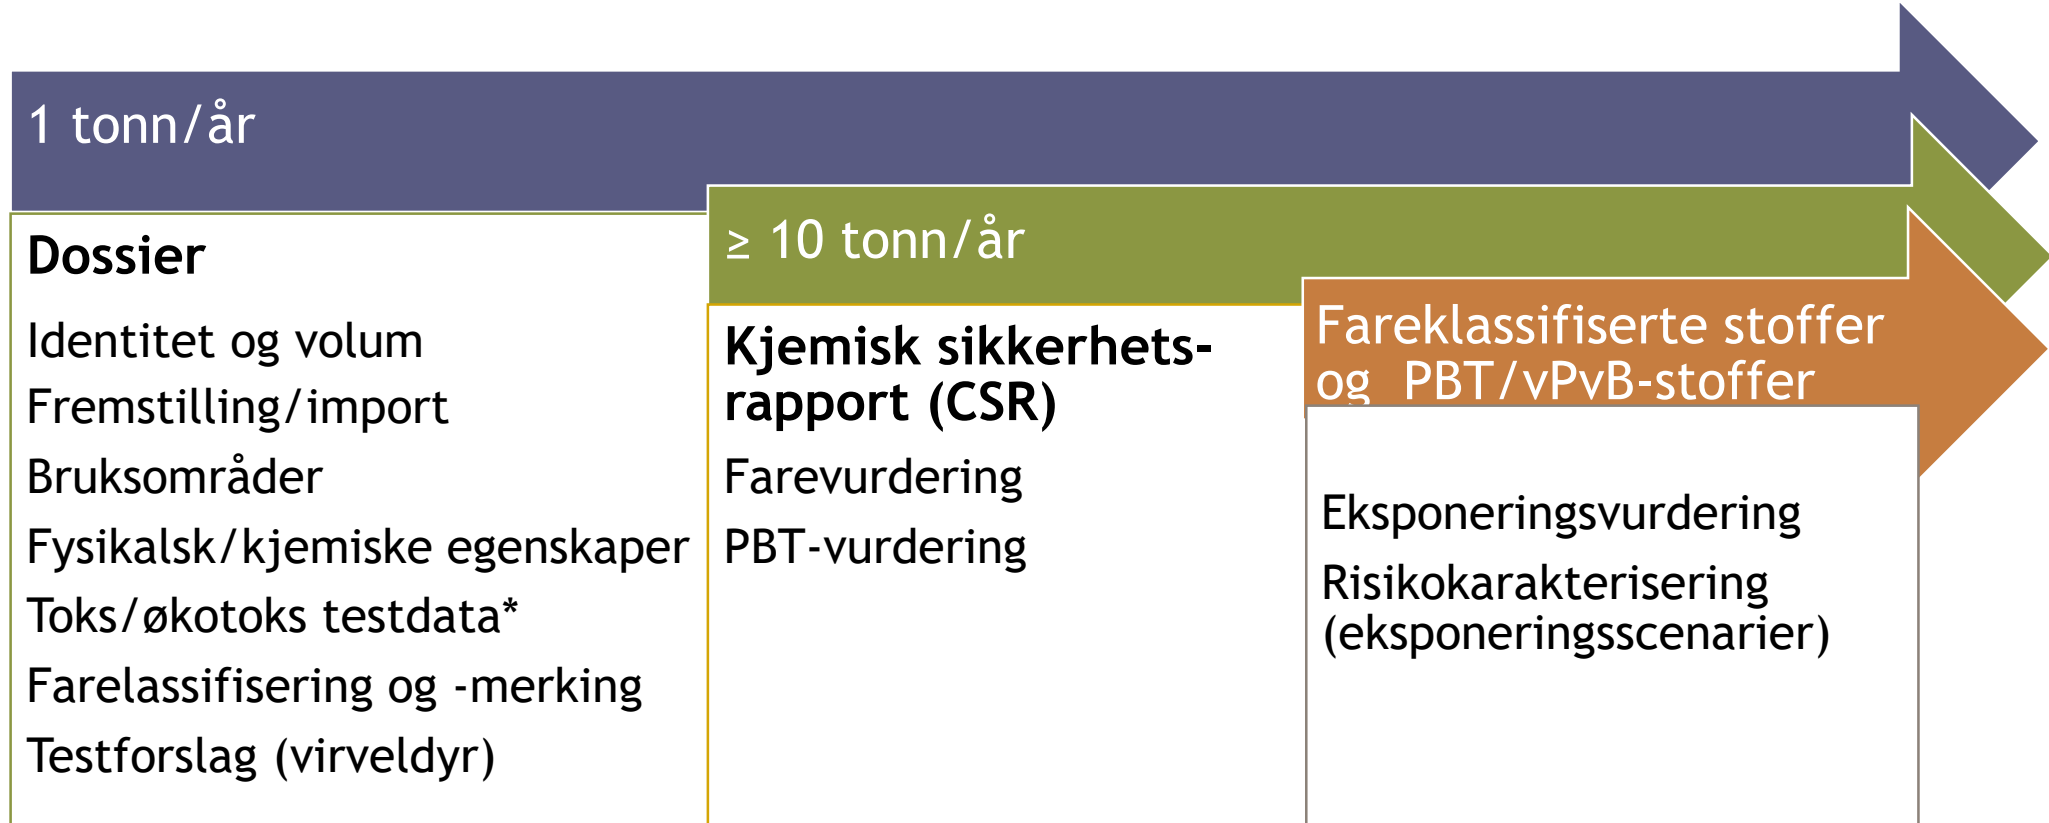 1 tonn/år
Dossier
Identitet og volum
Fremstilling/import
Bruksområder
Fysikalsk/kjemiske egenskaper
Toks/økotoks testdata*
Farelassifisering og -merking
Testforslag (virveldyr)
≥ 10 tonn/år
Kjemisk sikkerhets-
rapport (CSR)
Farevurdering
PBT-vurdering
Fareklassifiserte stoffer
og PBT/vPvB-stoffer
Eksponeringsvurdering
Risikokarakterisering
(eksponeringsscenarier)